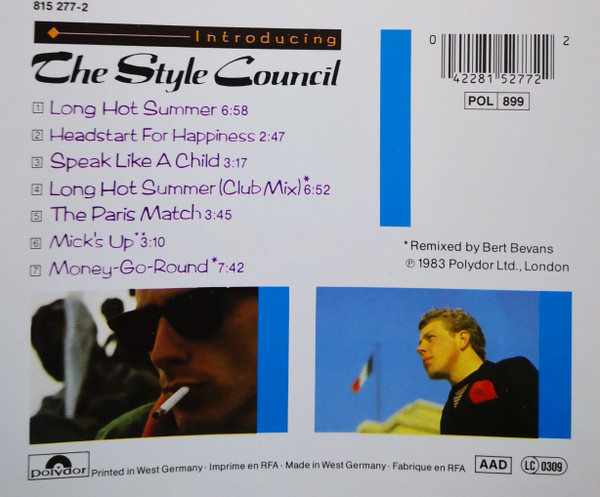 815 277-2
Introducing
The Style Council
1 Long Hot Summer 6:58
2 Headstart For Happiness 2:47
3 Speak Like A Child 3:17
4 Long Hot Summer (Club Mix)* 6:52
5 The Paris Match 3:45
6 Mick's Up** 3:10
7 Money-Go-Round* 7:42
0 42281 52772 2
POL 899
*Remixed by Bert Bevans
℗ 1983 Polydor Ltd., London
polydor
Printed in West Germany · Imprime en RFA · Made in West Germany · Fabrique en RFA
AAD
LC 0309